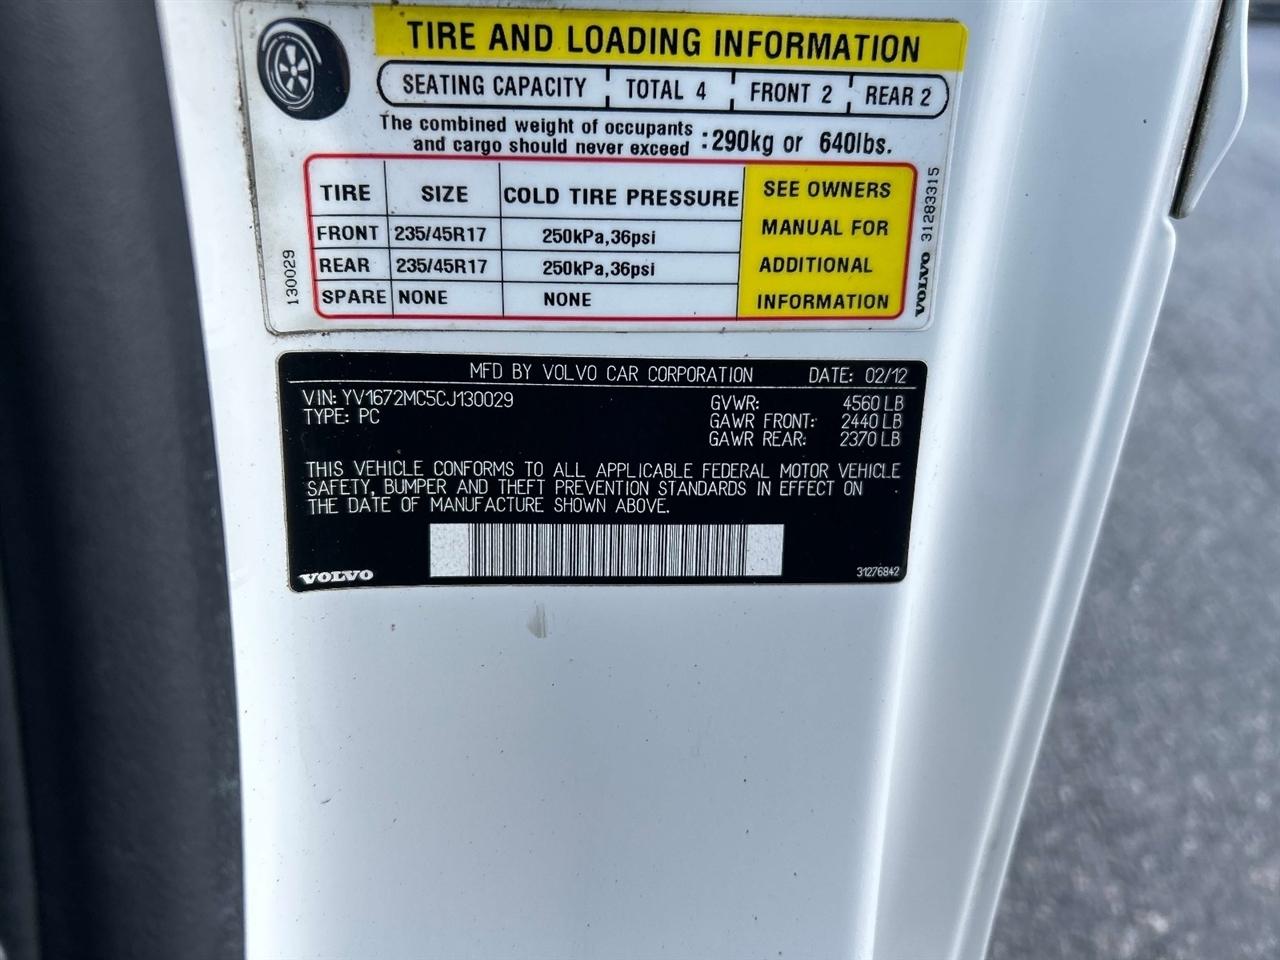 TIRE AND LOADING INFORMATION
SEATING CAPACITY TOTAL 4 FRONT 2 REAR 2
The combined weight of occupants
and cargo should never exceed :290kg or 640lbs.
TIRE SIZE COLD TIRE PRESSURE
FRONT 235/45R17 250kPa,36psi
REAR 235/45R17 250kPa,36psi
SPARE NONE NONE
SEE OWNERS
MANUAL FOR
ADDITIONAL
INFORMATION
130029
VOLVO 31283315
MFD BY VOLVO CAR CORPORATION DATE: 02/12
VIN: YV1672MC5CJ130029
TYPE: PC
GVWR: 4560 LB
GAWR FRONT: 2440 LB
GAWR REAR: 2370 LB
THIS VEHICLE CONFORMS TO ALL APPLICABLE FEDERAL MOTOR VEHICLE
SAFETY, BUMPER AND THEFT PREVENTION STANDARDS IN EFFECT ON
THE DATE OF MANUFACTURE SHOWN ABOVE.
VOLVO 31276842